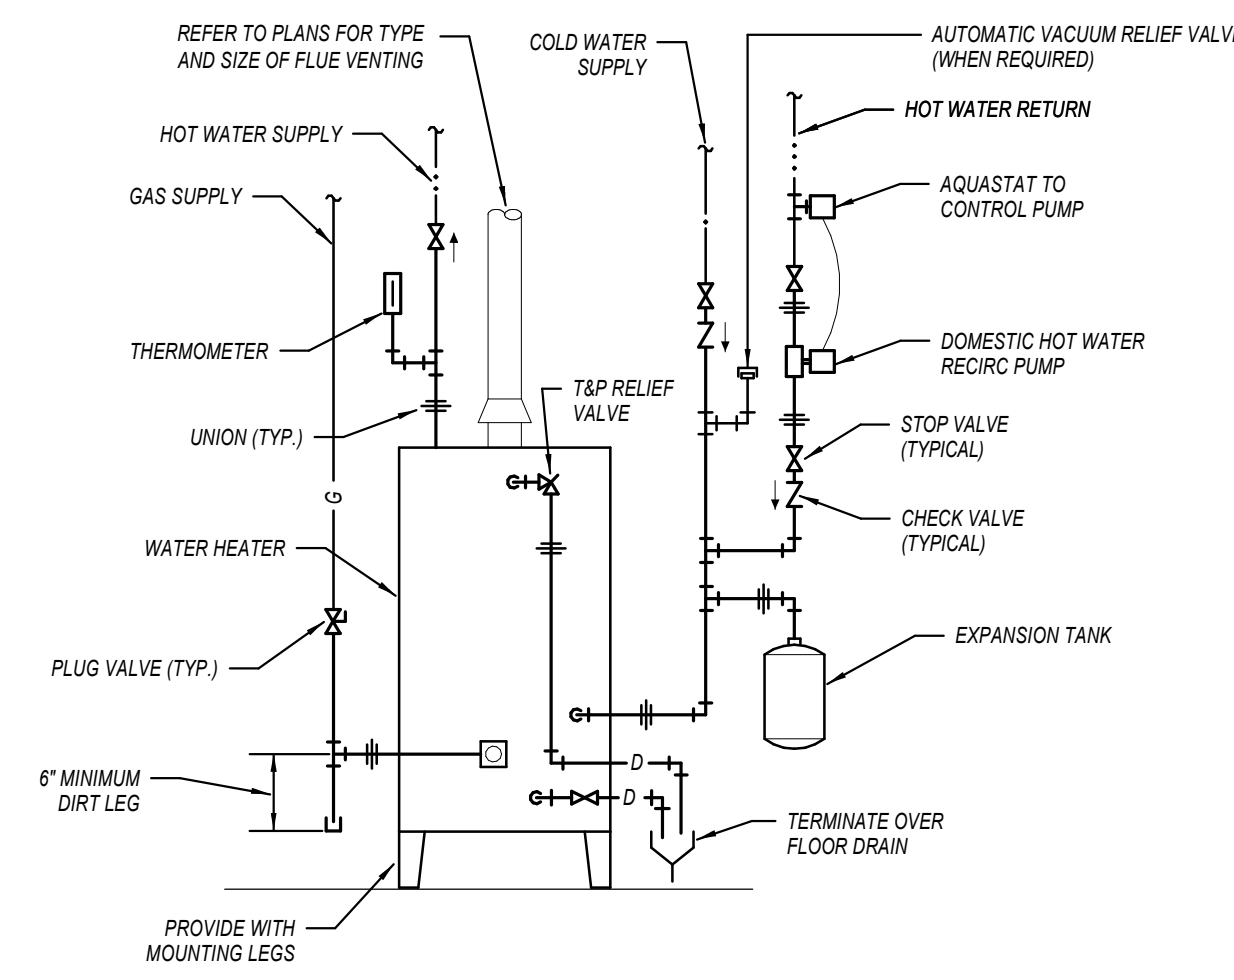 REFER TO PLANS FOR TYPE
AND SIZE OF FLUE VENTING
COLD WATER
SUPPLY
AUTOMATIC VACUUM RELIEF VALV
(WHEN REQUIRED)
HOT WATER RETURN
HOT WATER SUPPLY
GAS SUPPLY
AQUASTAT TO
CONTROL PUMP
THERMOMETER
DOMESTIC HOT WATER
RECIRC PUMP
T&P RELIEF
VALVE
UNION (TYP.)
STOP VALVE
(TYPICAL)
G
CHECK VALVE
(TYPICAL)
WATER HEATER
EXPANSION TANK
PLUG VALVE (TYP.)
6" MINIMUM
DIRT LEG
D
D
TERMINATE OVER
FLOOR DRAIN
PROVIDE WITH
MOUNTING LEGS